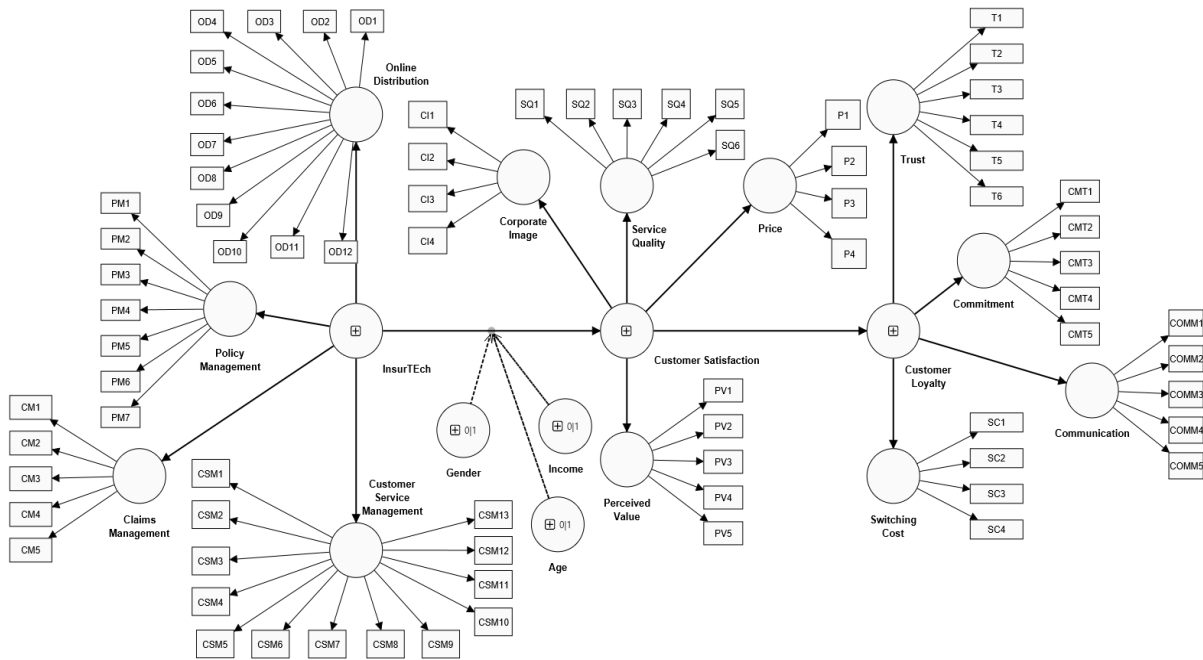 OD4
OD3
OD2
OD1
OD5
Online
Distribution
OD6
OD7
OD8
OD9
OD10
OD11
OD12
CI1
CI2
CI3
CI4
Corporate
Image
SQ1
SQ2
SQ3
SQ4
SQ5
SQ6
Service
Quality
P1
P2
P3
P4
Price
T1
T2
T3
T4
T5
T6
Trust
CMT1
CMT2
CMT3
CMT4
CMT5
Commitment
PM1
PM2
PM3
PM4
PM5
PM6
PM7
Policy
Management
InsurTEch
Customer Satisfaction
Customer
Loyalty
COMM1
COMM2
COMM3
COMM4
COMM5
Communication
CM1
CM2
CM3
CM4
CM5
Claims
Management
0|1
Gender
0|1
Income
0|1
Age
PV1
PV2
PV3
PV4
PV5
Perceived
Value
SC1
SC2
SC3
SC4
Switching
Cost
Customer
Service
Management
CSM1
CSM2
CSM3
CSM4
CSM5
CSM6
CSM7
CSM8
CSM9
CSM13
CSM12
CSM11
CSM10